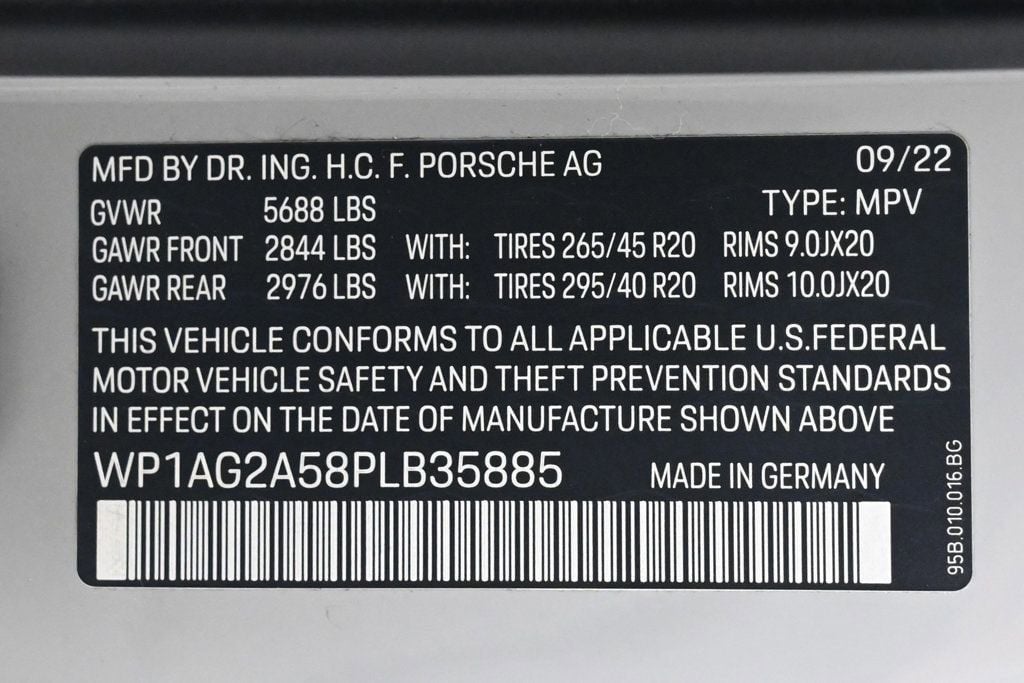 MFD BY DR. ING. H.C. F. PORSCHE AG 09/22
GVWR 5688 LBS TYPE: MPV
GAWR FRONT 2844 LBS WITH: TIRES 265/45 R20 RIMS 9.0JX20
GAWR REAR 2976 LBS WITH: TIRES 295/40 R20 RIMS 10.0JX20
THIS VEHICLE CONFORMS TO ALL APPLICABLE U.S.FEDERAL
MOTOR VEHICLE SAFETY AND THEFT PREVENTION STANDARDS
IN EFFECT ON THE DATE OF MANUFACTURE SHOWN ABOVE
WP1AG2A58PLB35885 MADE IN GERMANY
95B.010.016.BG